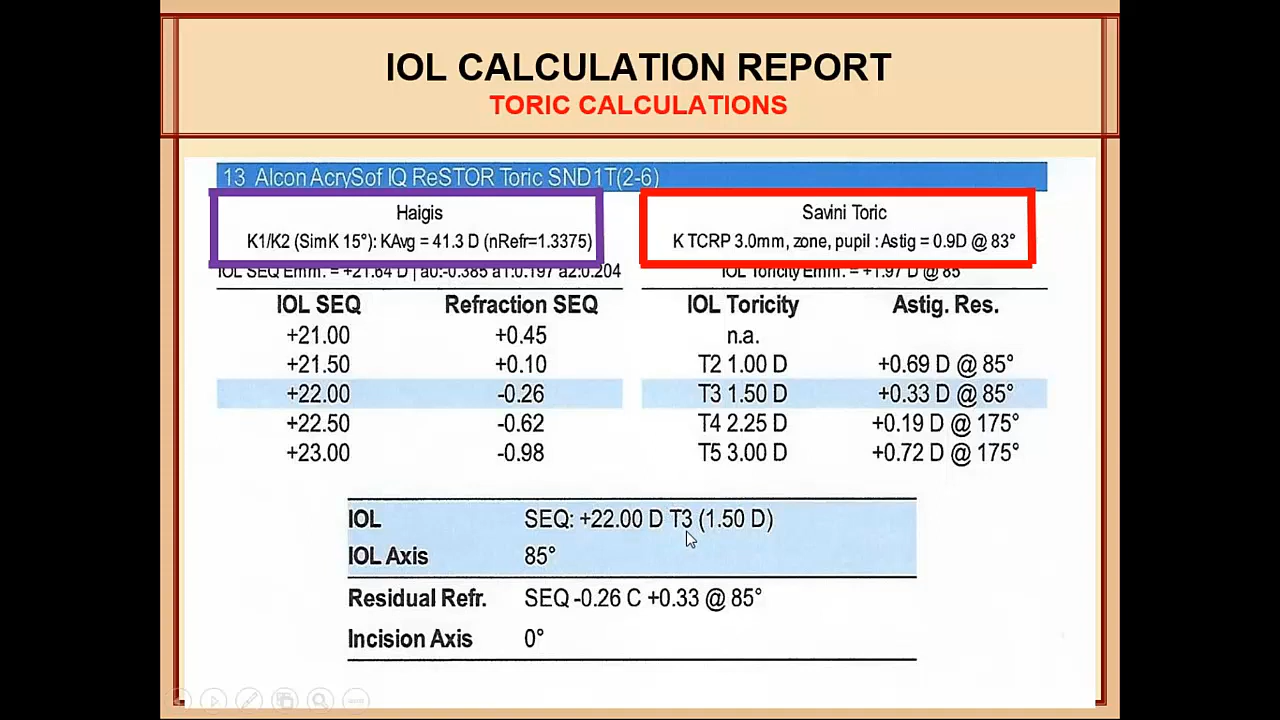 IOL CALCULATION REPORT
TORIC CALCULATIONS
13 Alcon AcrySof IQ ReSTOR Toric SND1T(2-6)
Haigis
K1/K2 (SimK 15°): KAvg = 41.3 D (nRefr=1.3375)
IOL SEQ Emm. = +21.64 D | a0:-0.385 a1:0.197 a2:0.204
IOL SEQ Refraction SEQ
+21.00 +0.45
+21.50 +0.10
+22.00 -0.26
+22.50 -0.62
+23.00 -0.98
Savini Toric
K TCRP 3.0mm, zone, pupil : Astig = 0.9D @ 83°
IOL Toricity Emm. = +1.97 D @ 85°
IOL Toricity Astig. Res.
n.a.
T2 1.00 D +0.69 D @ 85°
T3 1.50 D +0.33 D @ 85°
T4 2.25 D +0.19 D @ 175°
T5 3.00 D +0.72 D @ 175°
IOL SEQ: +22.00 D T3 (1.50 D)
IOL Axis 85°
Residual Refr. SEQ -0.26 C +0.33 @ 85°
Incision Axis 0°